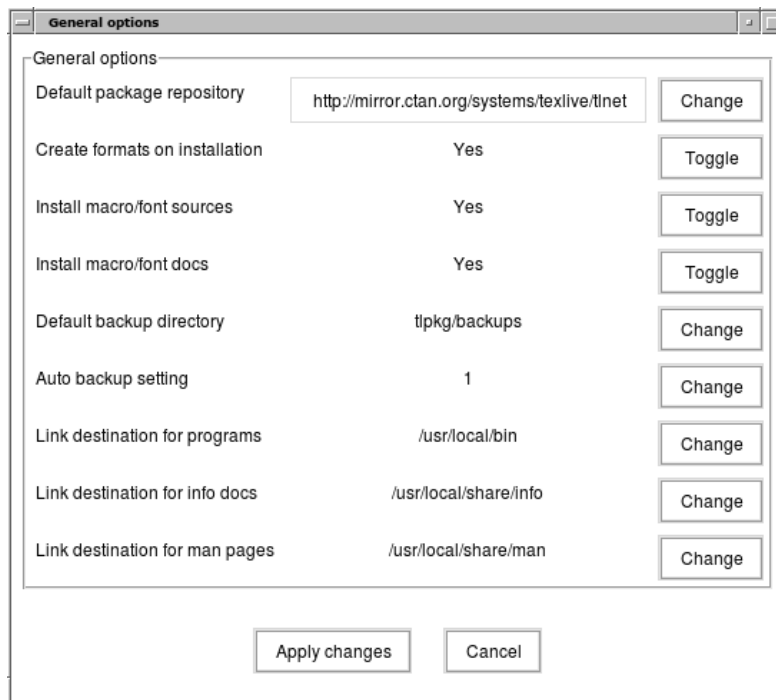 General options
General options
Default package repository http://mirror.ctan.org/systems/texlive/tlnet Change
Create formats on installation Yes Toggle
Install macro/font sources Yes Toggle
Install macro/font docs Yes Toggle
Default backup directory tlpkg/backups Change
Auto backup setting 1 Change
Link destination for programs /usr/local/bin Change
Link destination for info docs /usr/local/share/info Change
Link destination for man pages /usr/local/share/man Change
Apply changes Cancel